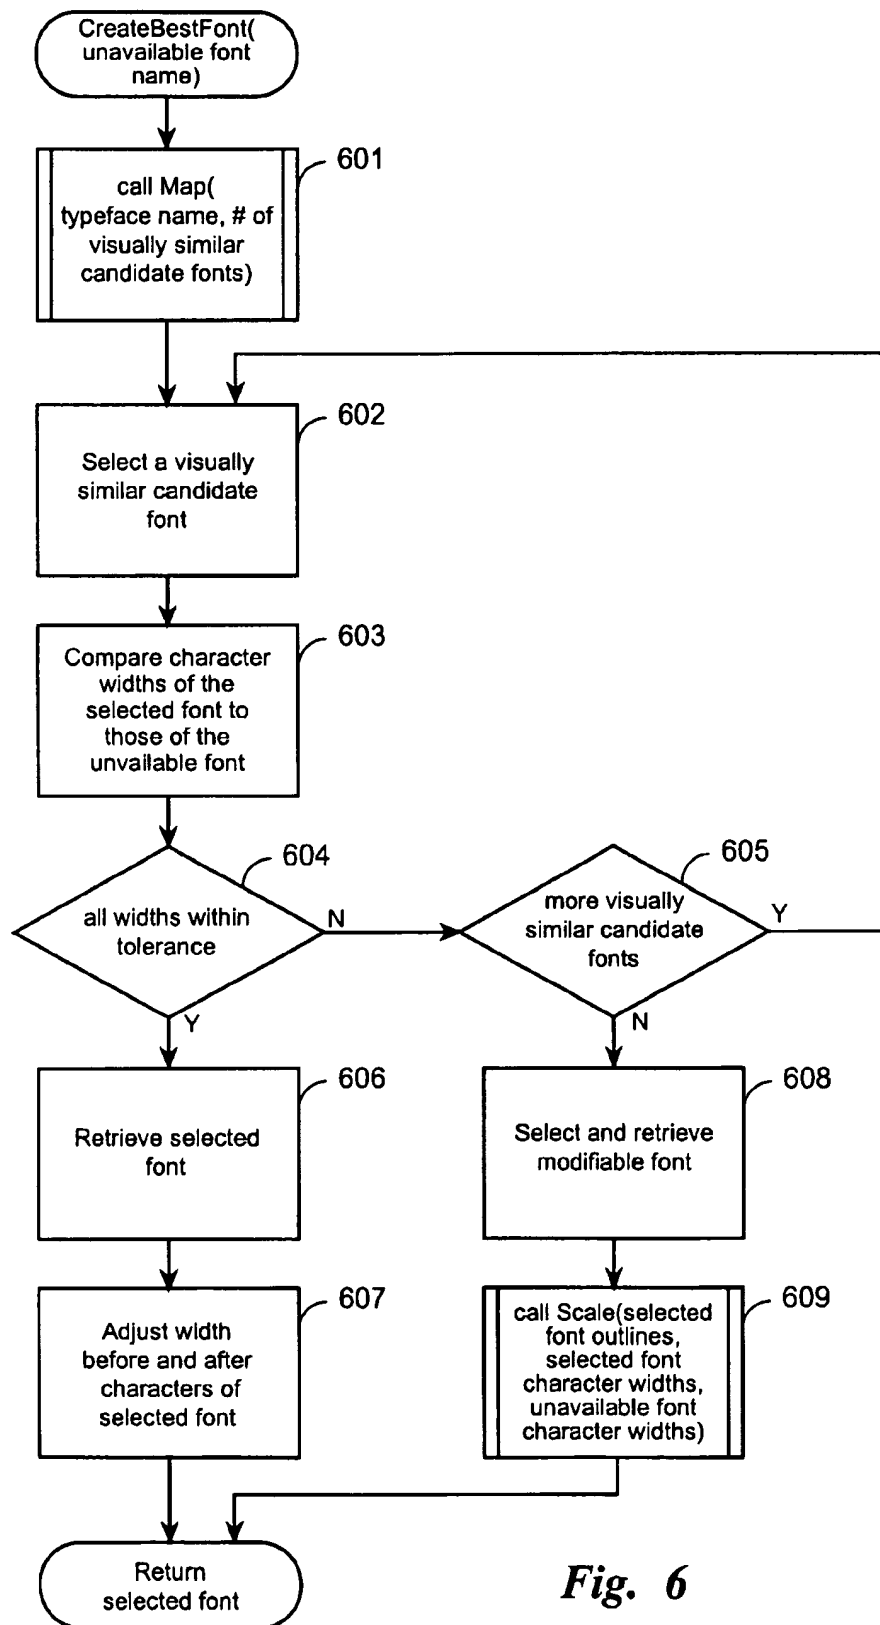 CreateBestFont(
unavailable font
name)
601
call Map(
typeface name, # of
visually similar
candidate fonts)
602
Select a visually
similar candidate
font
603
Compare character
widths of the
selected font to
those of the
unvailable font
604
all widths within
tolerance
N
Y
605
more visually
similar candidate
fonts
Y
N
606
Retrieve selected
font
608
Select and retrieve
modifiable font
607
Adjust width
before and after
characters of
selected font
609
call Scale(selected
font outlines,
selected font
character widths,
unavailable font
character widths)
Return
selected font
Fig. 6